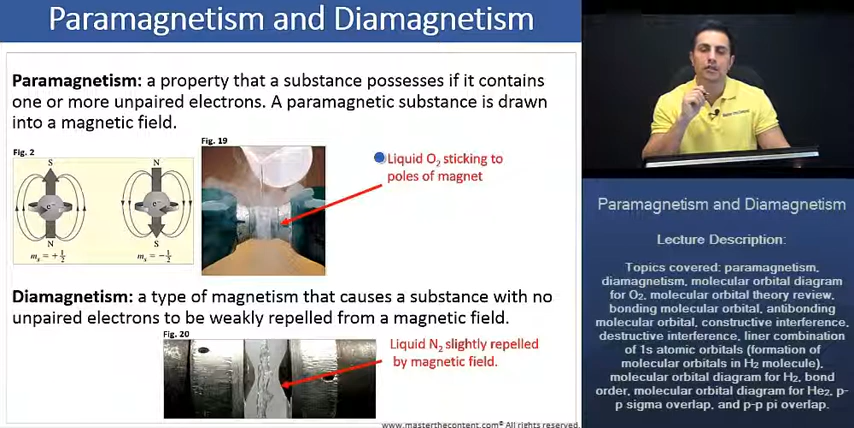 Paramagnetism and Diamagnetism
Paramagnetism: a property that a substance possesses if it contains
one or more unpaired electrons. A paramagnetic substance is drawn
into a magnetic field.
Fig. 2
Fig. 19
S
N
e⁻
e⁻
N
S
mₛ = +½
mₛ = −½
Liquid O₂ sticking to
poles of magnet
Diamagnetism: a type of magnetism that causes a substance with no
unpaired electrons to be weakly repelled from a magnetic field.
Fig. 20
Liquid N₂ slightly repelled
by magnetic field.
www.masterthecontent.com© All rights reserved.
Paramagnetism and Diamagnetism
Lecture Description:
Topics covered: paramagnetism,
diamagnetism, molecular orbital diagram
for O₂, molecular orbital theory review,
bonding molecular orbital, antibonding
molecular orbital, constructive interference,
destructive interference, liner combination
of 1s atomic orbitals (formation of
molecular orbitals in H₂ molecule),
molecular orbital diagram for H₂, bond
order, molecular orbital diagram for He₂, p-
p sigma overlap, and p-p pi overlap.